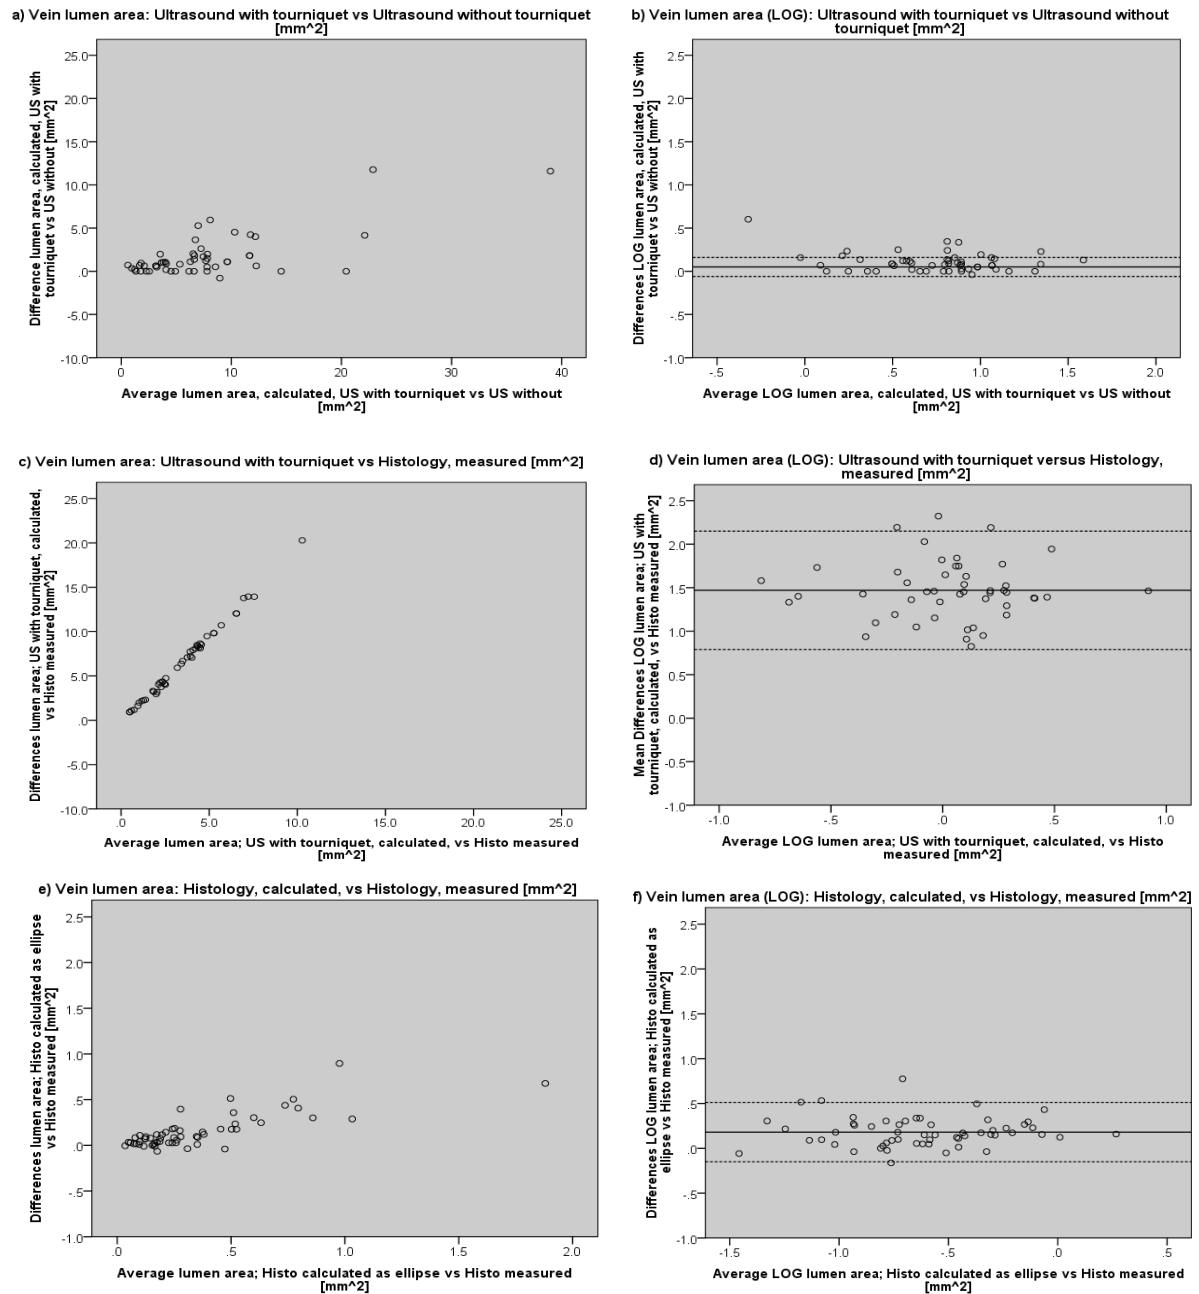 a) Vein lumen area: Ultrasound with tourniquet vs Ultrasound without tourniquet
[mm^2]
Difference lumen area, calculated, US with
tourniquet vs US without [mm^2]
25.0
20.0
15.0
10.0
5.0
.0
-5.0
-10.0
0 10 20 30 40
Average lumen area, calculated, US with tourniquet vs US without
[mm^2]
b) Vein lumen area (LOG): Ultrasound with tourniquet vs Ultrasound without
tourniquet [mm^2]
Differences LOG lumen area, calculated, US with
tourniquet vs US without [mm^2]
2.5
2.0
1.5
1.0
.5
.0
-.5
-1.0
-.5 .0 .5 1.0 1.5 2.0
Average LOG lumen area, calculated, US with tourniquet vs US without
[mm^2]
c) Vein lumen area: Ultrasound with tourniquet vs Histology, measured [mm^2]
Differences lumen area; US with tourniquet, calculated,
vs Histo measured [mm^2]
25.0
20.0
15.0
10.0
5.0
.0
-5.0
-10.0
.0 5.0 10.0 15.0 20.0 25.0
Average lumen area; US with tourniquet, calculated, vs Histo measured
[mm^2]
d) Vein lumen area (LOG): Ultrasound with tourniquet versus Histology,
measured [mm^2]
Mean Differences LOG lumen area; US with
tourniquet, calculated, vs Histo measured [mm^2]
2.5
2.0
1.5
1.0
0.5
0.0
-0.5
-1.0
-1.0 -.5 .0 .5 1.0
Average LOG lumen area; US with tourniquet, calculated, vs Histo
measured [mm^2]
e) Vein lumen area: Histology, calculated, vs Histology, measured [mm^2]
Differences lumen area; Histo calculated as ellipse
vs Histo measured [mm^2]
2.5
2.0
1.5
1.0
.5
.0
-.5
-1.0
.0 .5 1.0 1.5 2.0
Average lumen area; Histo calculated as ellipse vs Histo measured
[mm^2]
f) Vein lumen area (LOG): Histology, calculated, vs Histology, measured [mm^2]
Differences LOG lumen area; Histo calculated as
ellipse vs Histo measured [mm^2]
2.5
2.0
1.5
1.0
.5
.0
-.5
-1.0
-1.5 -1.0 -.5 .0 .5
Average LOG lumen area; Histo calculated as ellipse vs Histo measured
[mm^2]